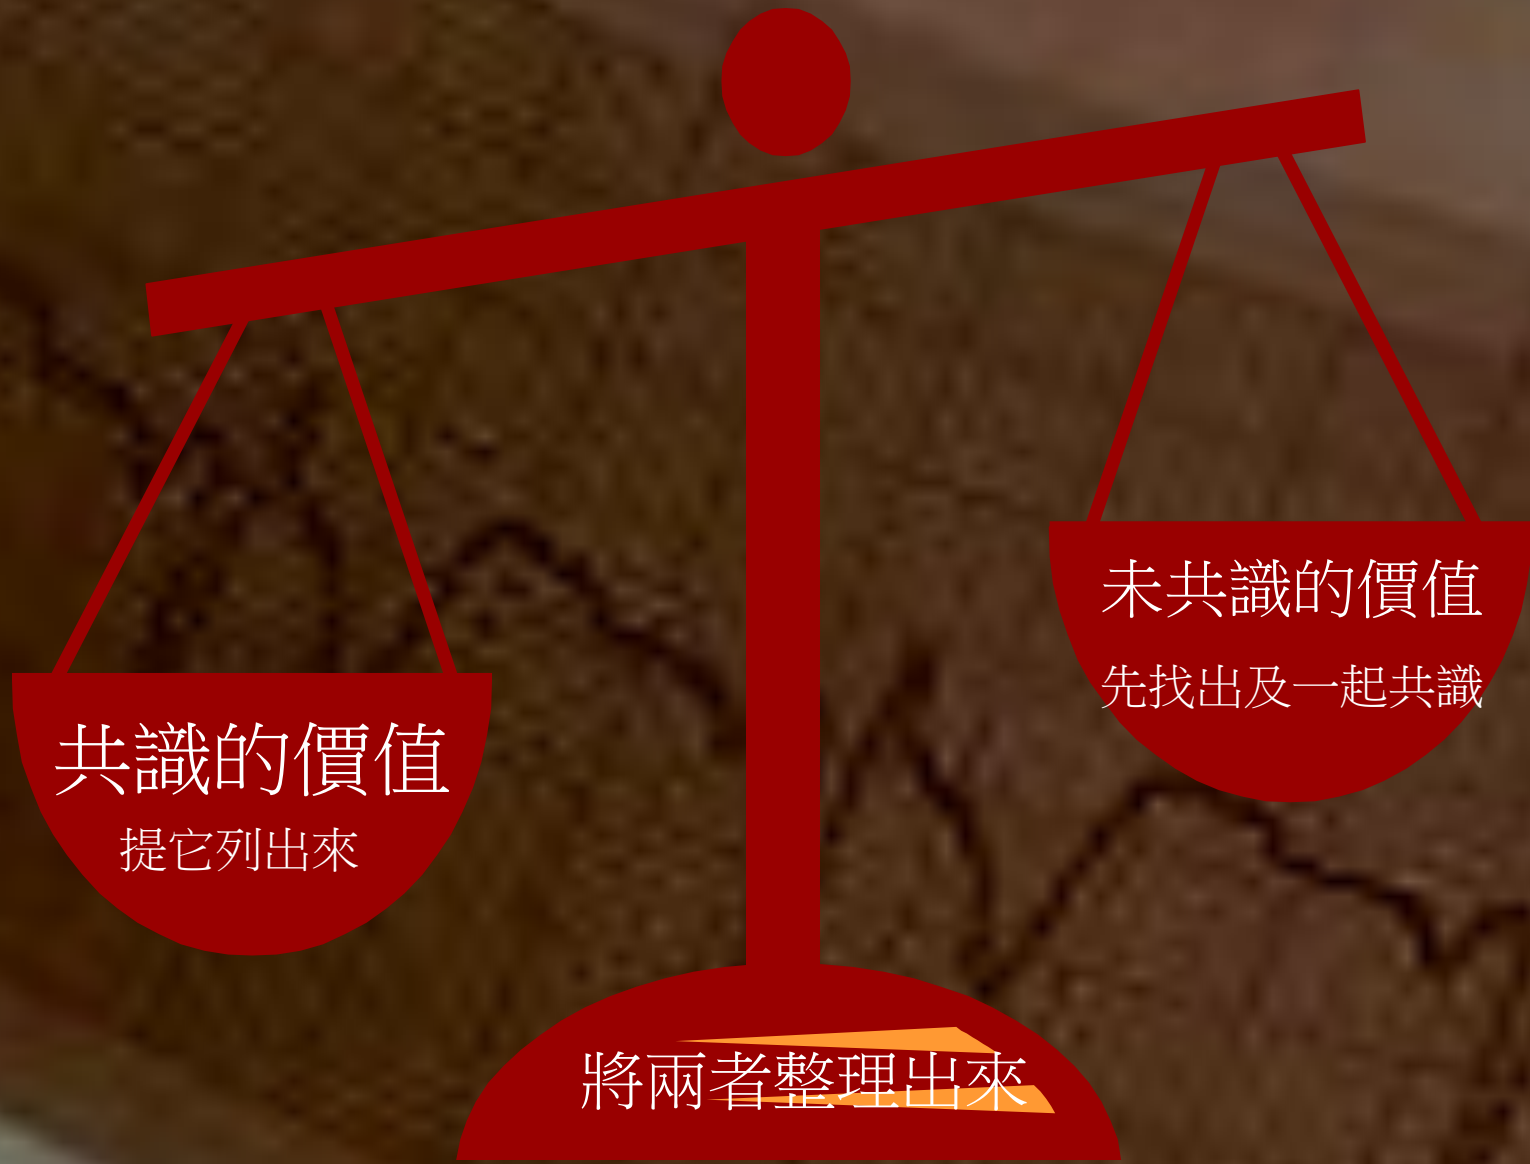 共識的價值
提它列出來
未共識的價值
先找出及一起共識
將兩者整理出來